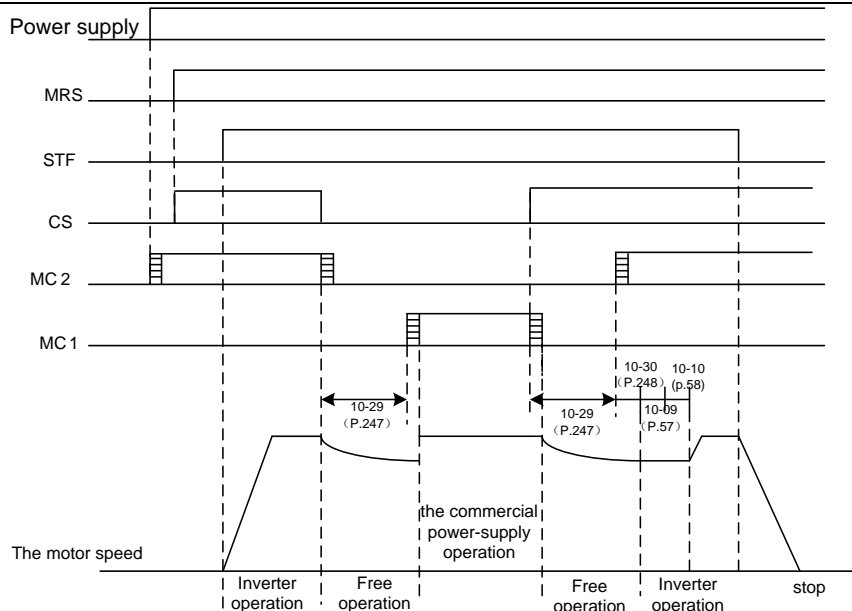 Power supply
MRS
STF
CS
MC 2
MC 1
10-30
（P.248）
10-10
(p.58)
10-29
（P.247）
10-29
（P.247）
10-09
（P.57）
the commercial
power-supply
operation
The motor speed
Inverter
operation
Free
operation
Free
operation
Inverter
operation
stop